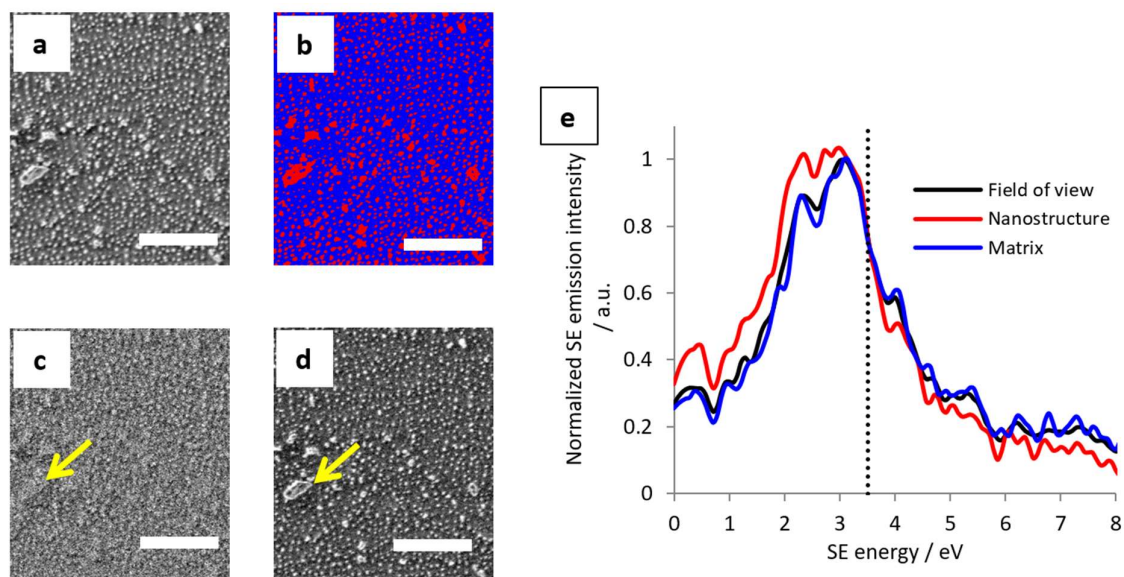 a
b
c
d
e
Normalized SE emission intensity
/ a.u.
1
0.8
0.6
0.4
0.2
0
0
1
2
3
4
5
6
7
8
SE energy / eV
Field of view
Nanostructure
Matrix